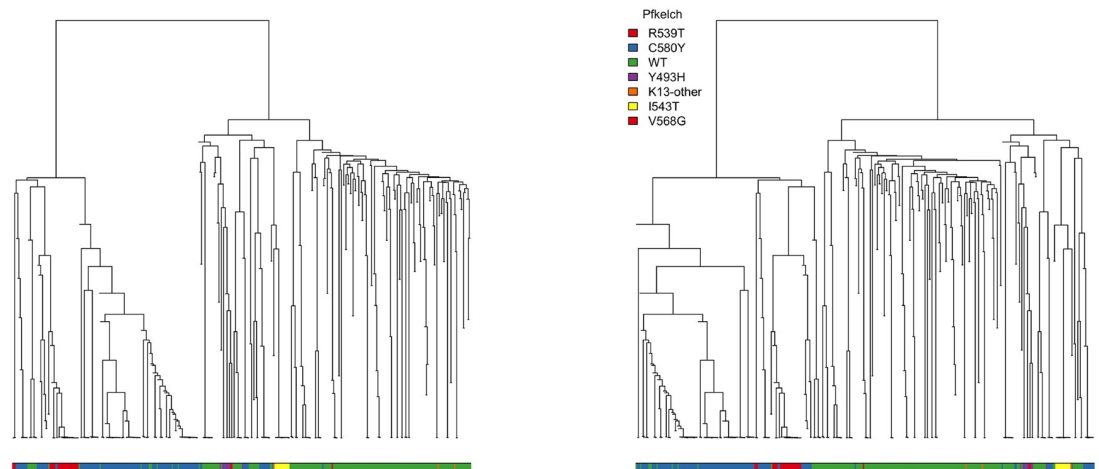 Pfkelch
R539T
C580Y
WT
Y493H
K13-other
I543T
V568G